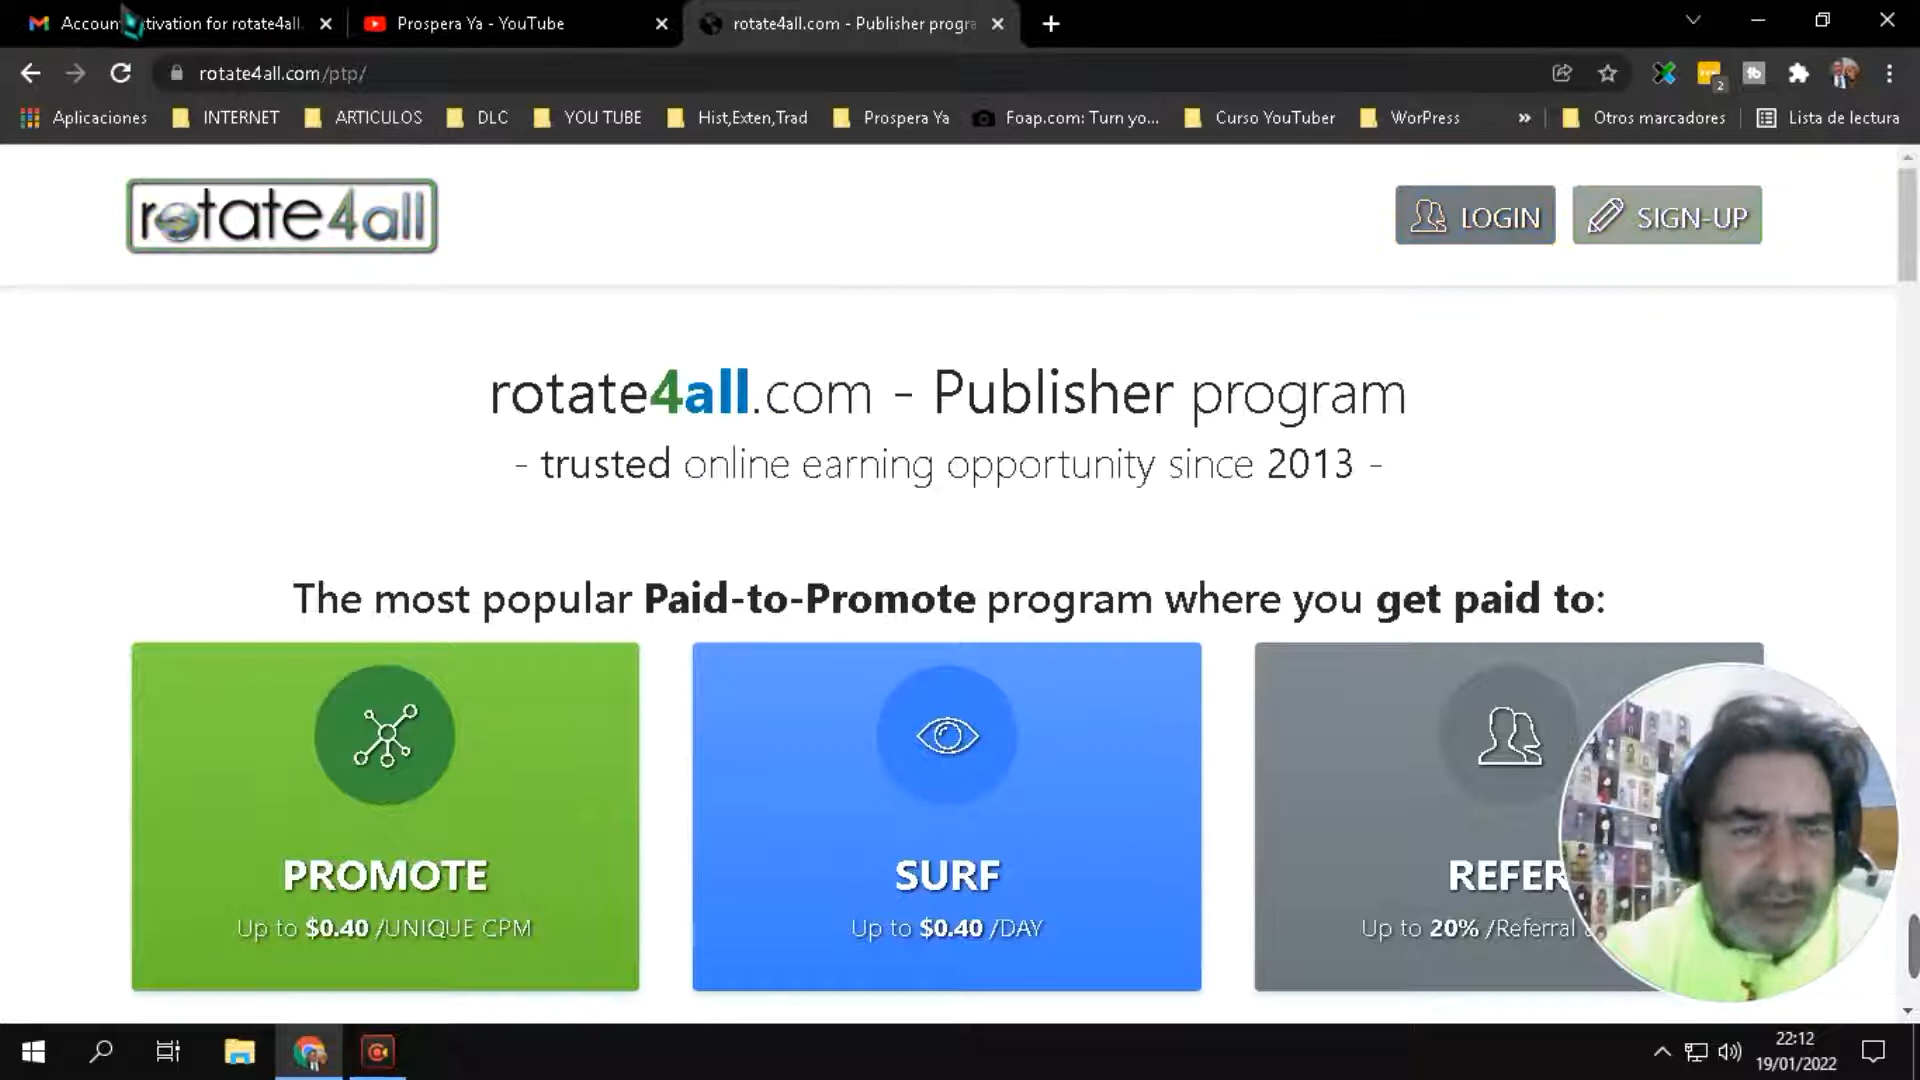 Account
tivation for rotate4all.
Prospera Ya - YouTube
rotate4all.com - Publisher progra
rotate4all.com/ptp/
2
Aplicaciones
INTERNET
ARTICULOS
DLC
YOU TUBE
Hist,Exten,Trad
Prospera Ya
Foap.com: Turn yo...
Curso YouTuber
WorPress
»
Otros marcadores
Lista de lectura
rotate4all
LOGIN
SIGN-UP
rotate4all.com - Publisher program
- trusted online earning opportunity since 2013 -
The most popular Paid-to-Promote program where you get paid to:
PROMOTE
Up to $0.40 /UNIQUE CPM
SURF
Up to $0.40 /DAY
REFER
Up to 20% /Referral
22:12
19/01/2022